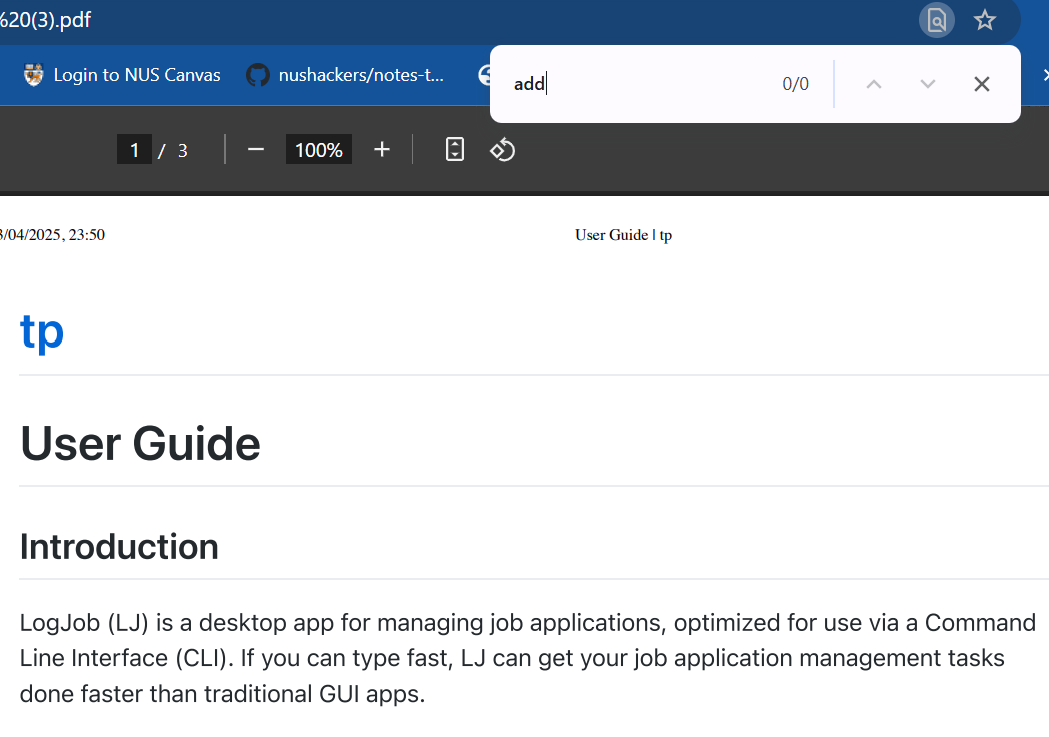 %20(3).pdf
Login to NUS Canvas
nushackers/notes-t...
add
0/0
1 / 3
100%
3/04/2025, 23:50
User Guide | tp
tp
User Guide
Introduction
LogJob (LJ) is a desktop app for managing job applications, optimized for use via a Command
Line Interface (CLI). If you can type fast, LJ can get your job application management tasks
done faster than traditional GUI apps.